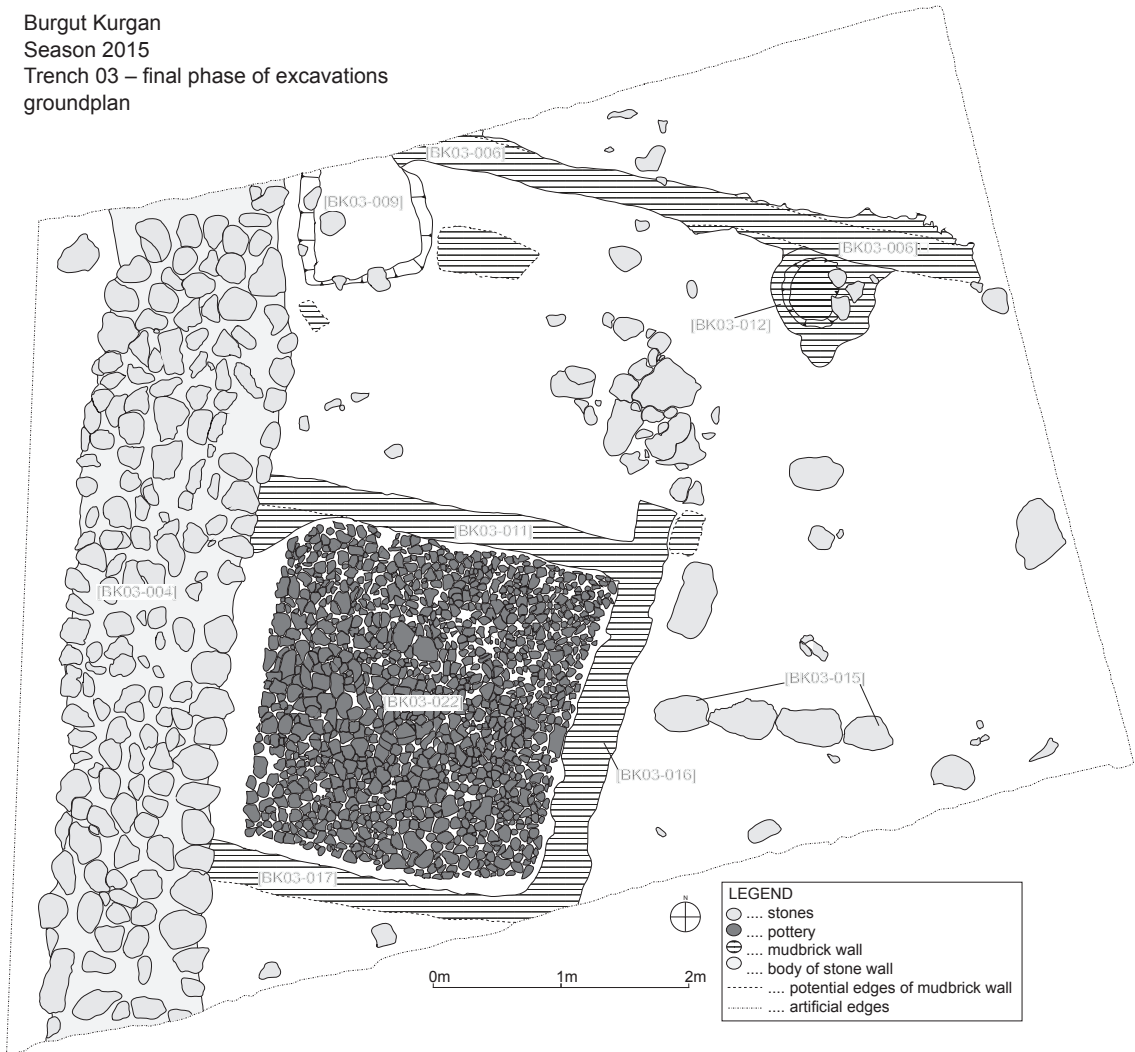 Burgut Kurgan
Season 2015
Trench 03 – final phase of excavations
groundplan
[BK03-006]
[BK03-009]
[BK03-006]
[BK03-012]
[BK03-011]
[BK03-004]
[BK03-015]
[BK03-022]
[BK03-016]
[BK03-017]
N
0m 1m 2m
LEGEND
.... stones
.... pottery
.... mudbrick wall
.... body of stone wall
.... potential edges of mudbrick wall
.... artificial edges